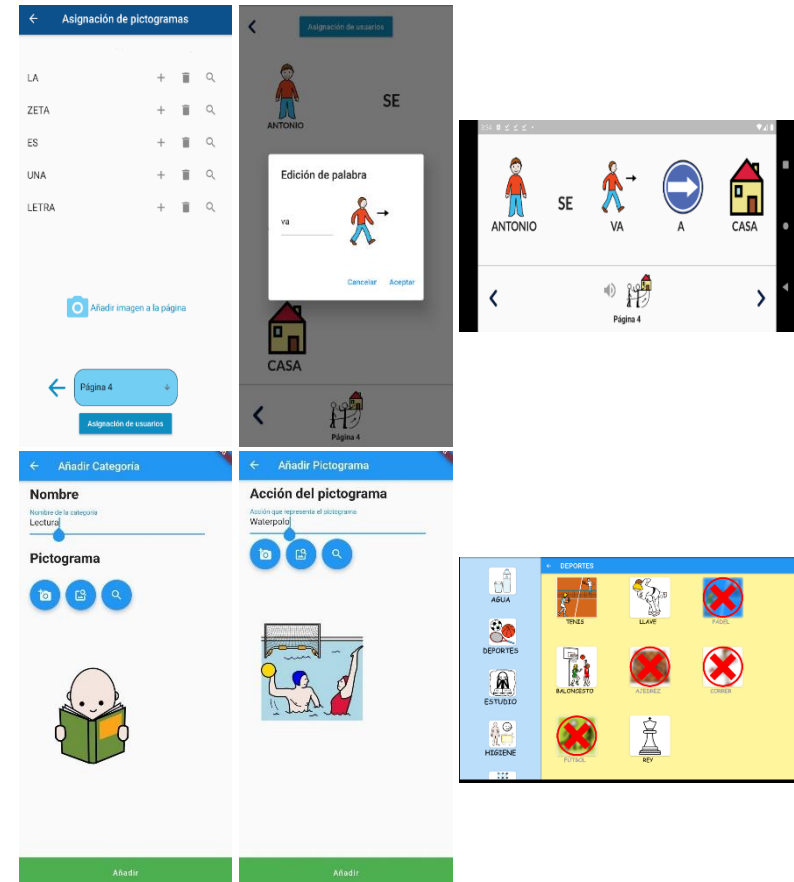 Asignación de pictogramas
LA
ZETA
ES
UNA
LETRA
Añadir imagen a la página
Página 4
Asignación de usuarios
Asignación de usuarios
ANTONIO
SE
Edición de palabra
va
Cancelar Aceptar
CASA
Página 4
3:34
ANTONIO SE VA A CASA
Página 4
Añadir Categoría
Nombre
Nombre de la categoría
Lectura
Pictograma
Añadir
Añadir Pictograma
Acción del pictograma
Acción que representa el pictograma
Waterpolo
Añadir
DEPORTES
AGUA
DEPORTES
ESTUDIO
HIGIENE
TENIS LLAVE PADEL
BALONCESTO AJEDREZ CORRER
FUTBOL REY